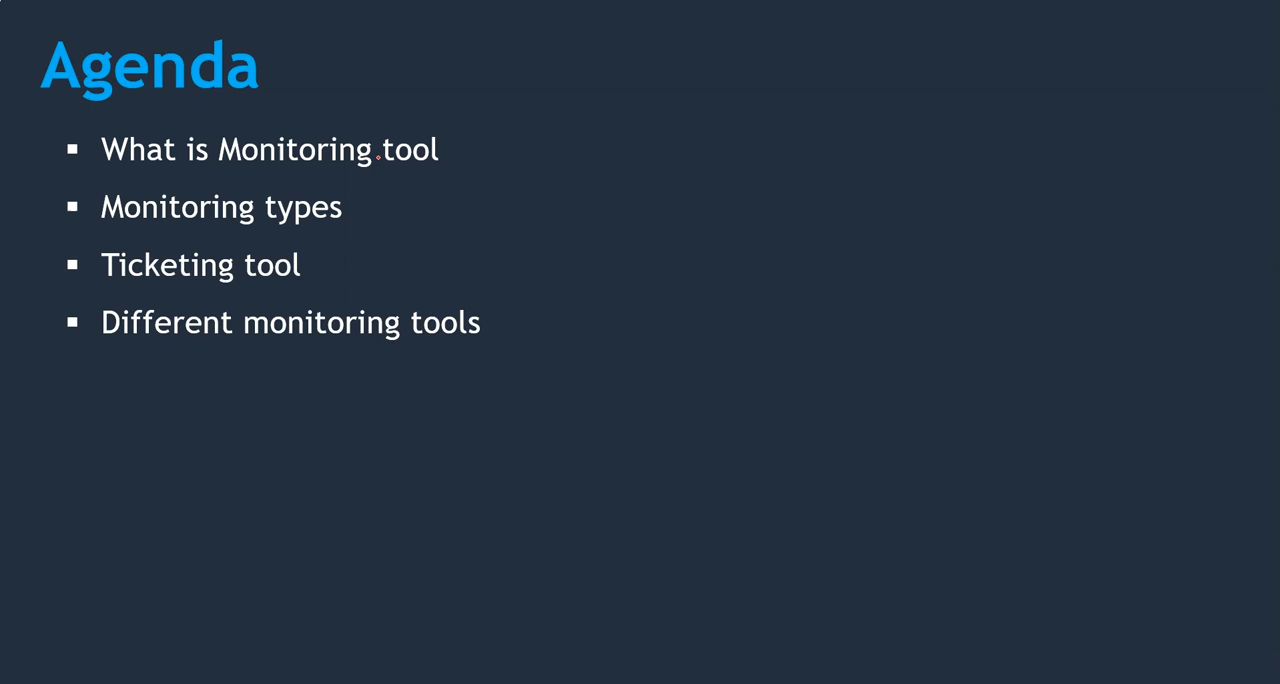 Agenda
▪ What is Monitoring tool
▪ Monitoring types
▪ Ticketing tool
▪ Different monitoring tools